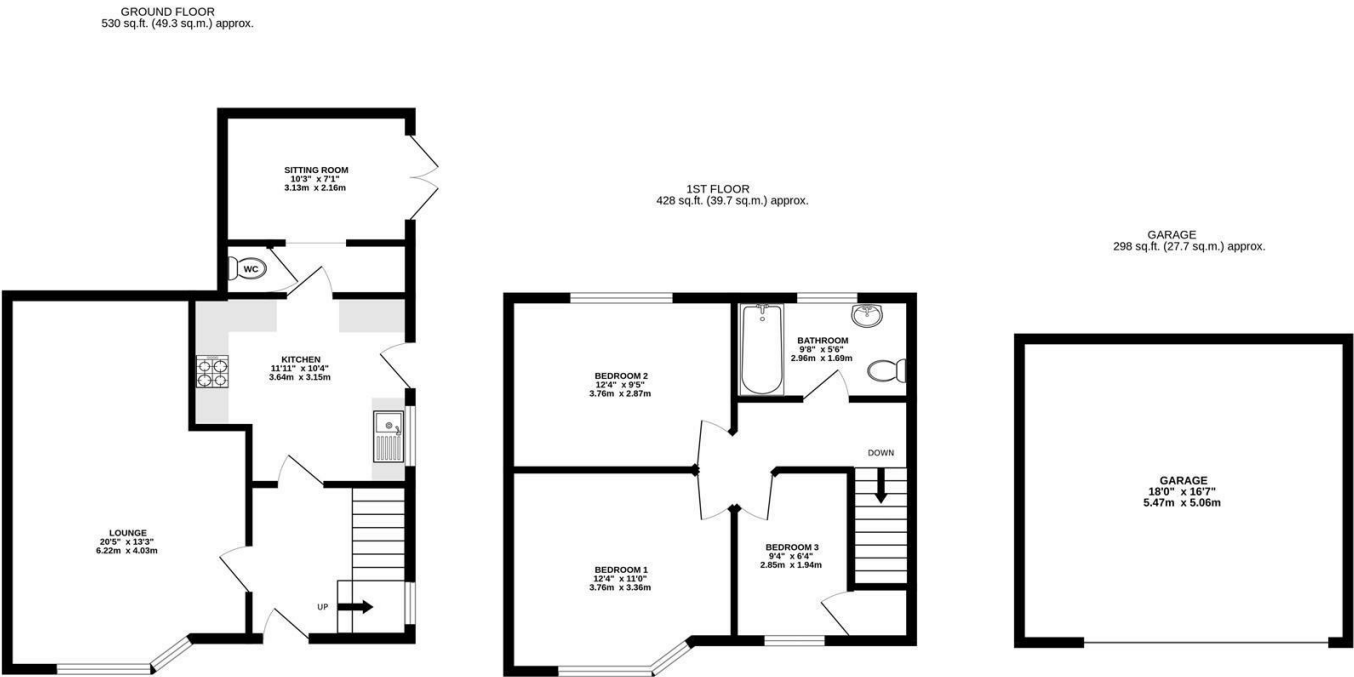 GROUND FLOOR
530 sq.ft. (49.3 sq.m.) approx.
SITTING ROOM
10'3" x 7'1"
3.13m x 2.16m
WC
KITCHEN
11'11" x 10'4"
3.64m x 3.15m
LOUNGE
20'5" x 13'3"
6.22m x 4.03m
UP
1ST FLOOR
428 sq.ft. (39.7 sq.m.) approx.
BATHROOM
9'8" x 5'6"
2.96m x 1.69m
BEDROOM 2
12'4" x 9'5"
3.76m x 2.87m
DOWN
BEDROOM 3
9'4" x 6'4"
2.85m x 1.94m
BEDROOM 1
12'4" x 11'0"
3.76m x 3.36m
GARAGE
298 sq.ft. (27.7 sq.m.) approx.
GARAGE
18'0" x 16'7"
5.47m x 5.06m